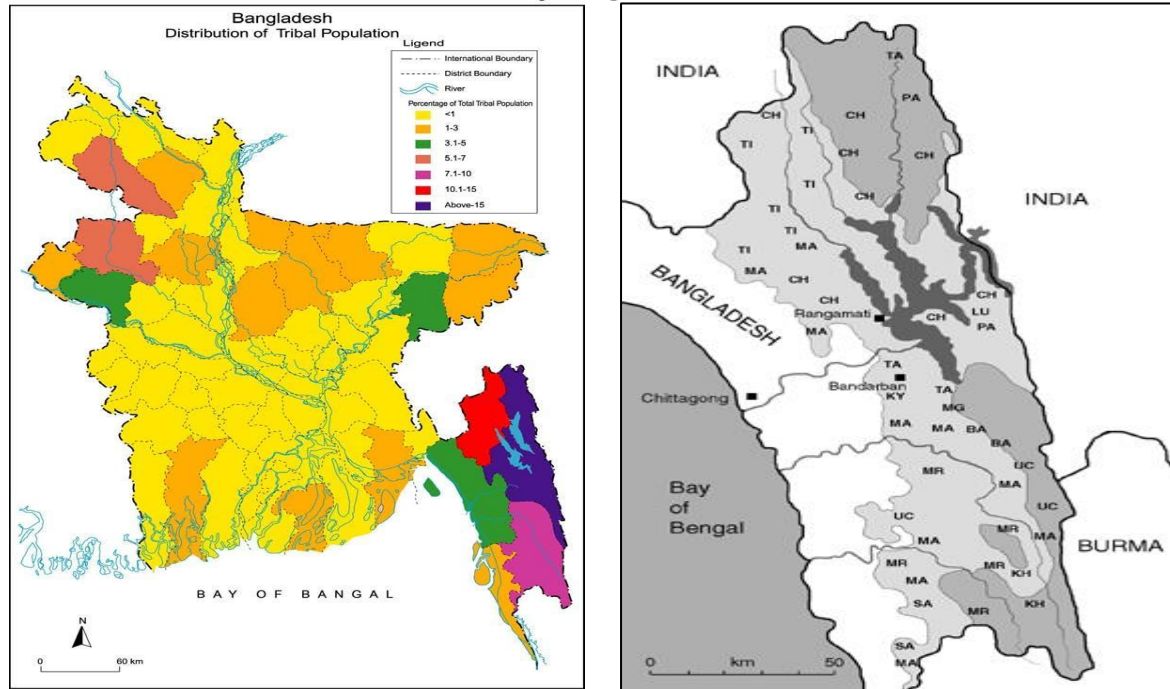 Bangladesh
Distribution of Tribal Population
Ligend
International Boundary
District Boundary
River
Percentage of Total Tribal Population
<1
1-3
3.1-5
5.1-7
7.1-10
10.1-15
Above-15
BAY OF BANGAL
N
0 60 km
INDIA
TA
PA
CH
CH
TI
TI
CH
CH
TI
CH
INDIA
TI
TI
MA
TI
MA
CH
BANGLADESH
CH
CH
LU
Rangamati
CH
PA
MA
TA
Bandarban
TA
Chittagong
KY
MG
MA
MA
BA
BA
MR
UC
MA
Bay
of
Bengal
UC
UC
MR
MA
MA
BURMA
MR
MR
KH
MA
SA
MR
KH
SA
MA
0 km 50